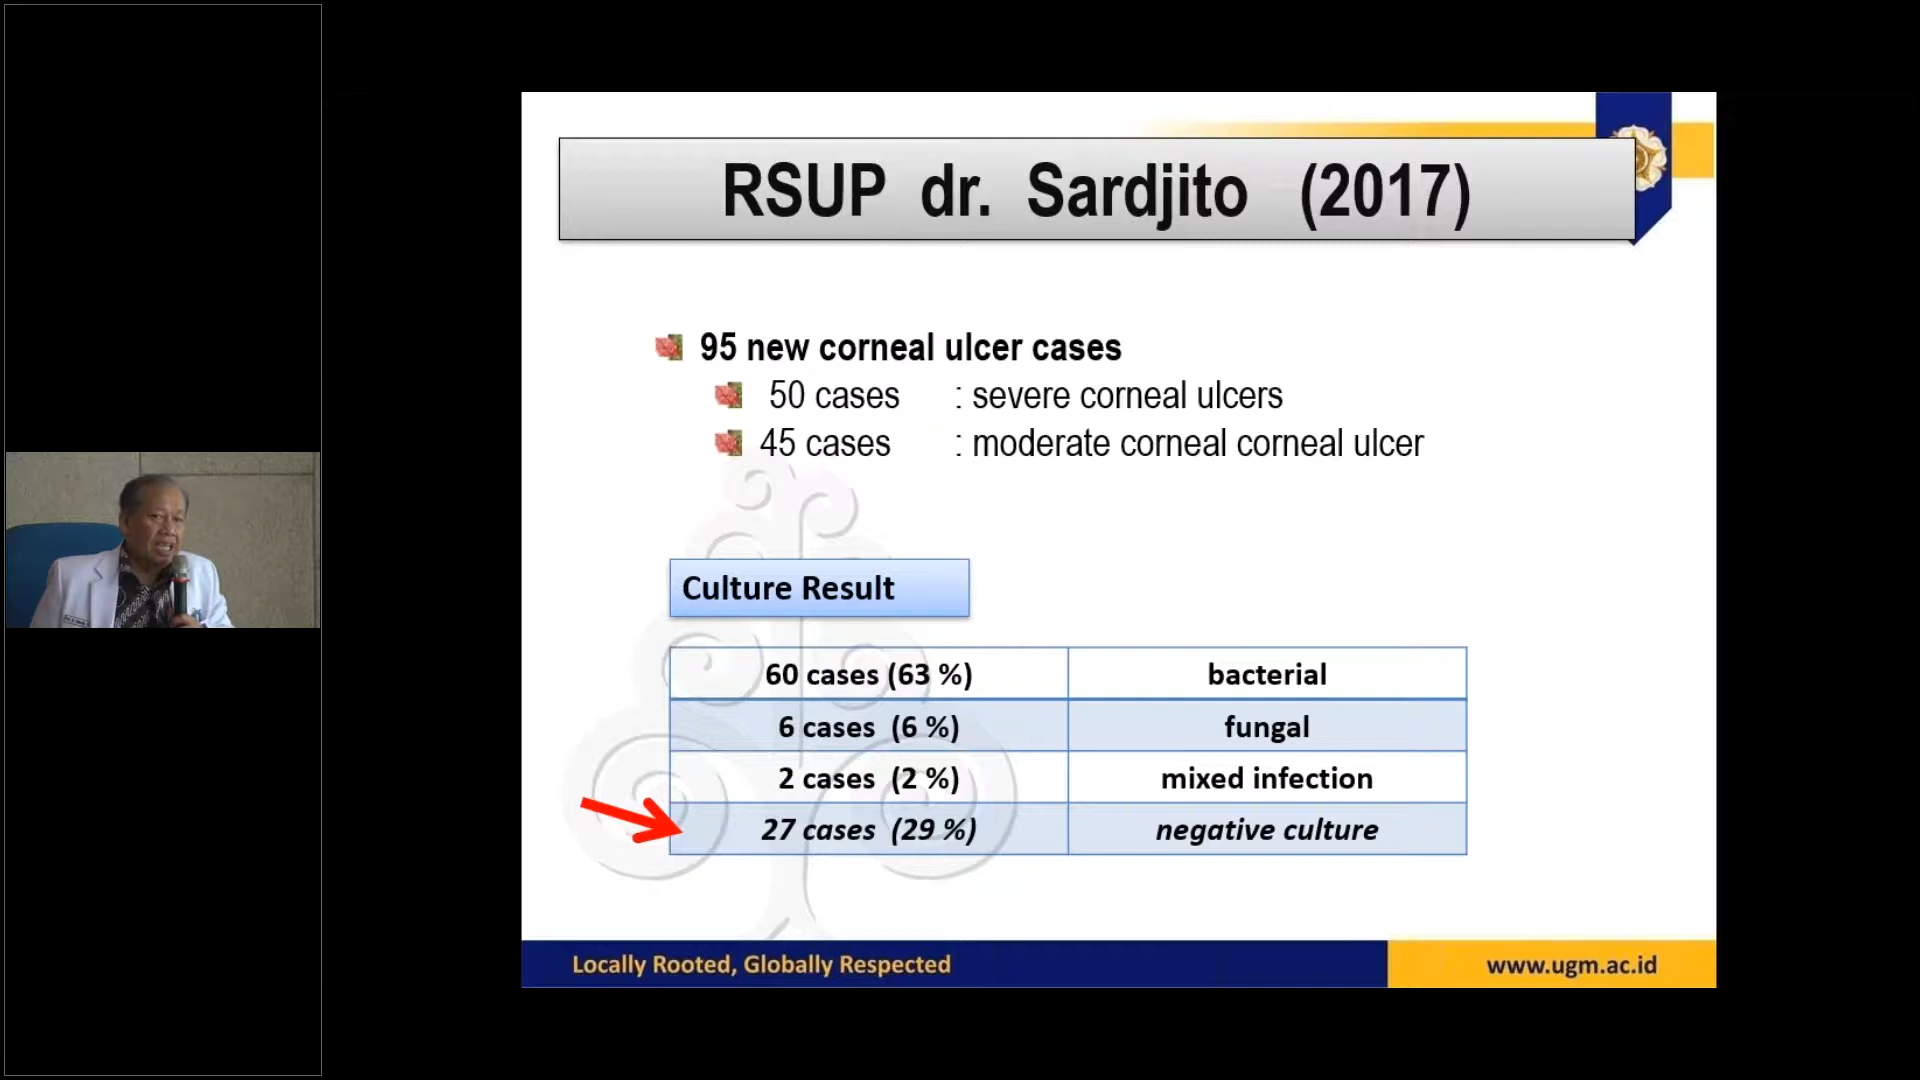 RSUP dr. Sardjito (2017)
95 new corneal ulcer cases
50 cases : severe corneal ulcers
45 cases : moderate corneal corneal ulcer
Culture Result
60 cases (63 %) bacterial
6 cases (6 %) fungal
2 cases (2 %) mixed infection
27 cases (29 %) negative culture
Locally Rooted, Globally Respected
www.ugm.ac.id